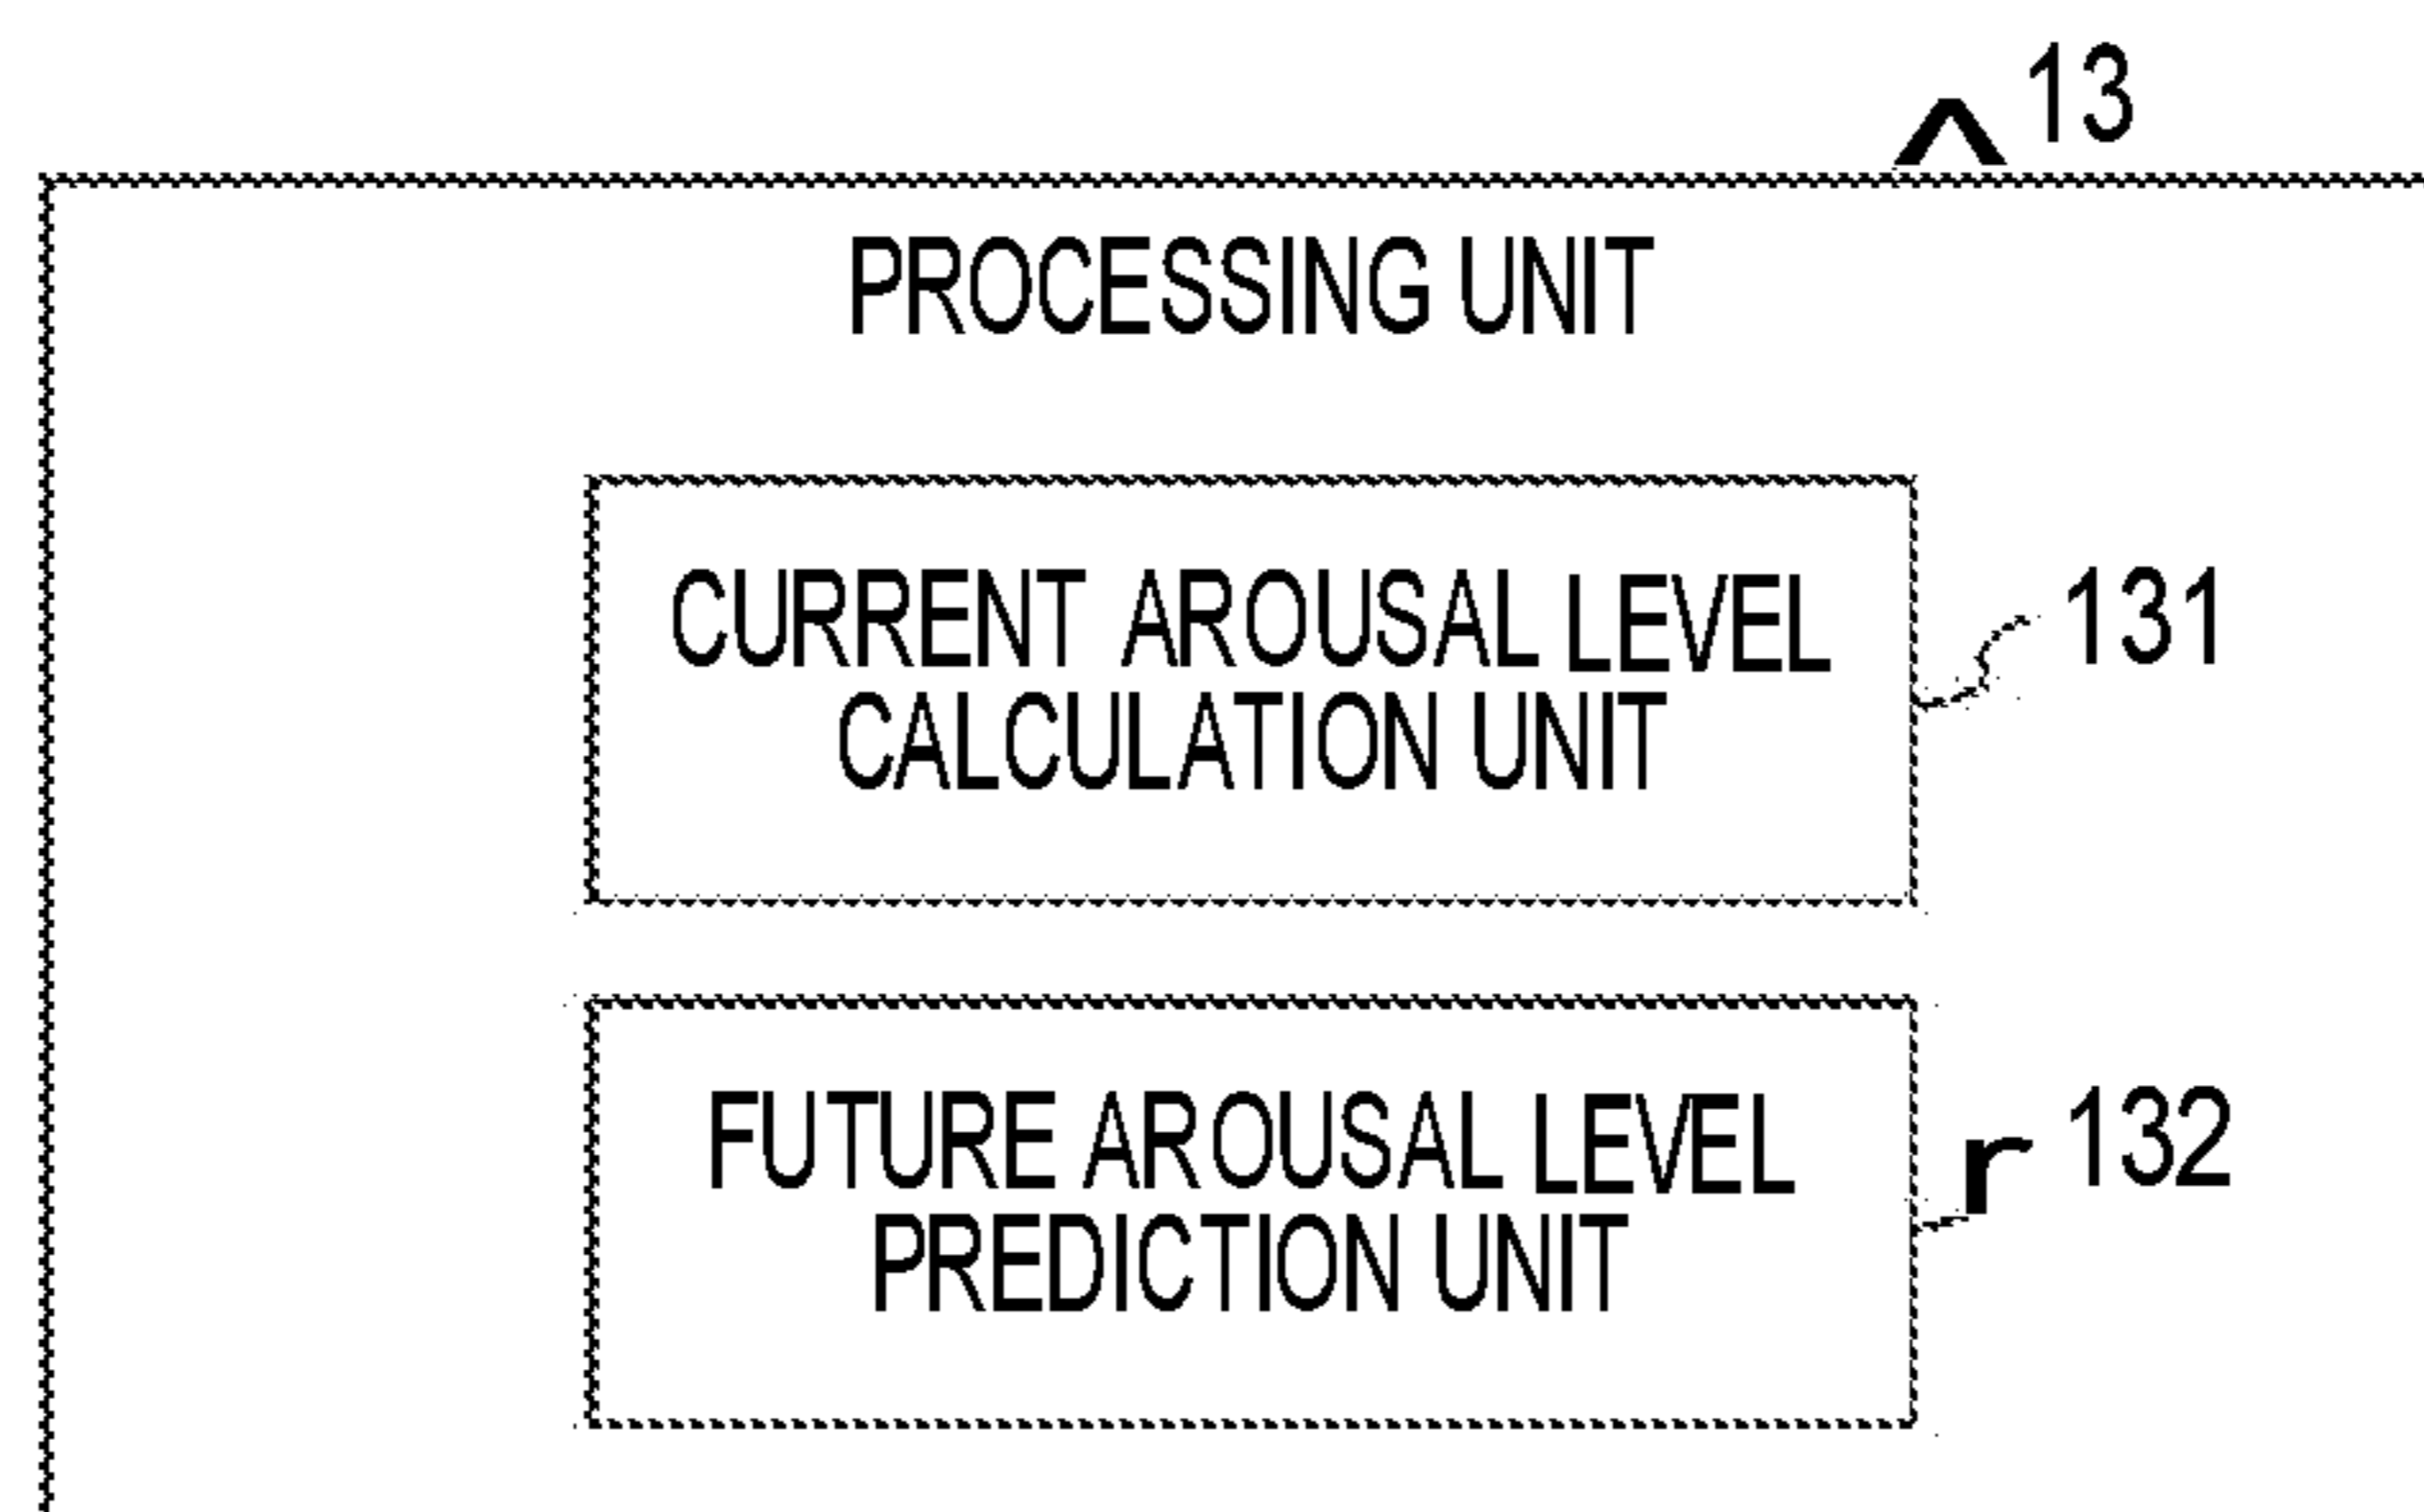 13
PROCESSING UNIT
CURRENT AROUSAL LEVEL
131
CALCULATION UNIT
FUTURE AROUSAL LEVEL
132
PREDICTION UNIT